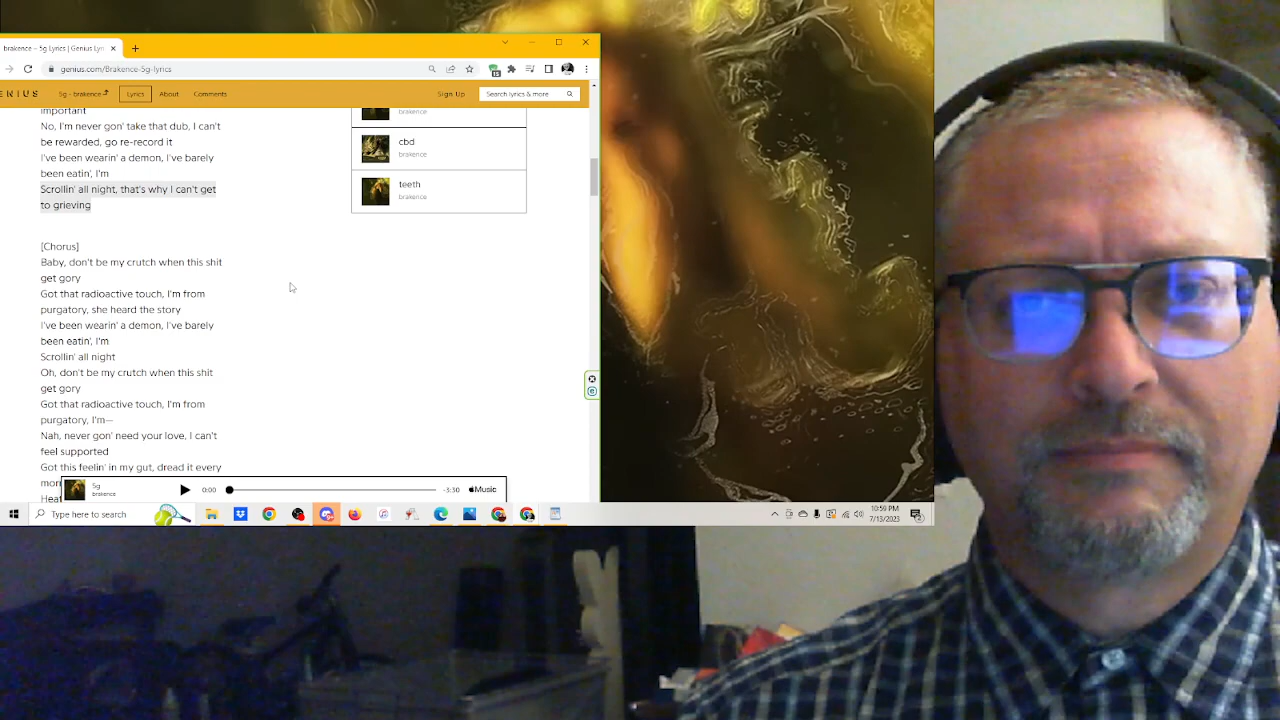 brakence – 5g Lyrics | Genius Lyr
genius.com/Brakence-5g-lyrics
15
ENIUS
5g - brakence
Lyrics
About
Comments
Sign Up
Search lyrics & more
important
No, I'm never gon' take that dub, I can't
be rewarded, go re-record it
I've been wearin' a demon, I've barely
been eatin', I'm
Scrollin' all night, that's why I can't get
to grieving
[Chorus]
Baby, don't be my crutch when this shit
get gory
Got that radioactive touch, I'm from
purgatory, she heard the story
I've been wearin' a demon, I've barely
been eatin', I'm
Scrollin' all night
Oh, don't be my crutch when this shit
get gory
Got that radioactive touch, I'm from
purgatory, I'm—
Nah, never gon' need your love, I can't
feel supported
Got this feelin' in my gut, dread it every
brakence
cbd
brakence
teeth
brakence
5g
brakence
0:00
-3:30
Music
Type here to search
10:59 PM
7/13/2023